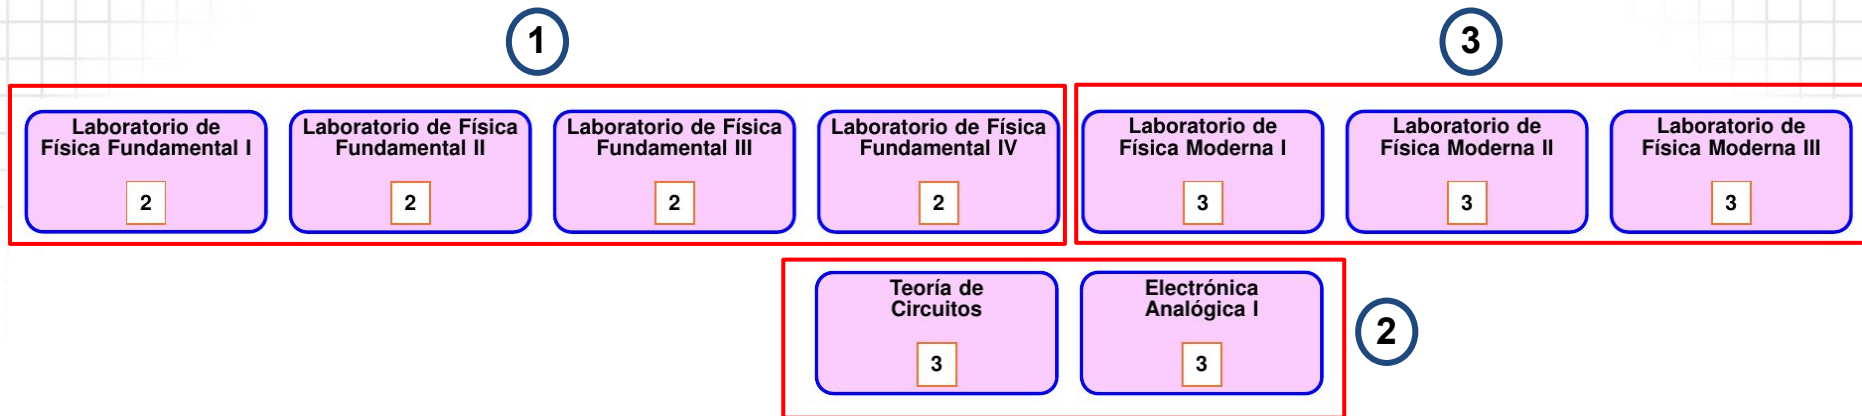 1
3
Laboratorio de
Física Fundamental I
2
Laboratorio de Física
Fundamental II
2
Laboratorio de Física
Fundamental III
2
Laboratorio de Física
Fundamental IV
2
Laboratorio de
Física Moderna I
3
Laboratorio de
Física Moderna II
3
Laboratorio de
Física Moderna III
3
Teoría de
Circuitos
3
Electrónica
Analógica I
3
2